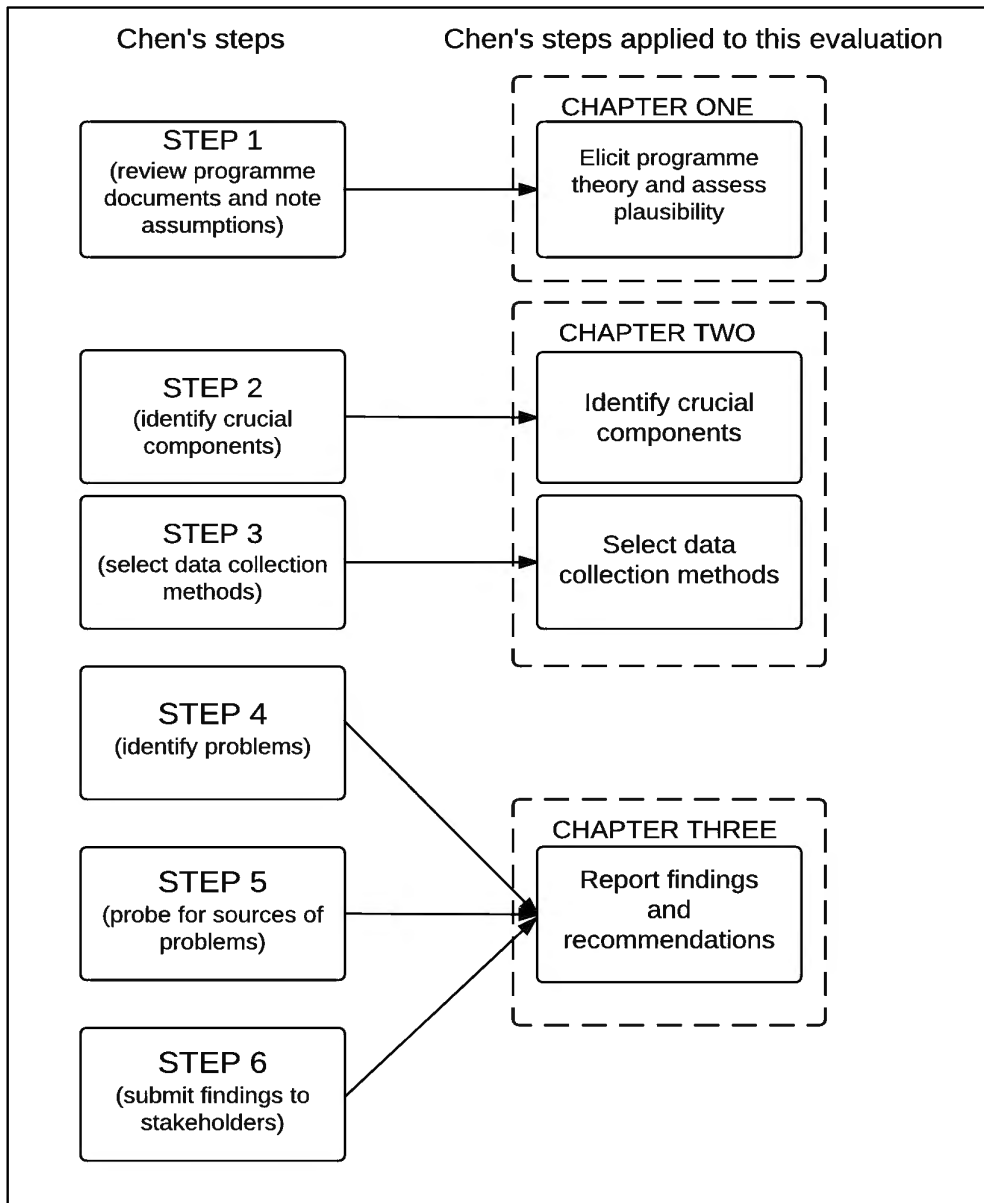 Chen's steps
Chen's steps applied to this evaluation
STEP 1
(review programme
documents and note
assumptions)
CHAPTER ONE
Elicit programme
theory and assess
plausibility
STEP 2
(identify crucial
components)
CHAPTER TWO
Identify crucial
components
STEP 3
(select data collection
methods)
Select data
collection methods
STEP 4
(identify problems)
STEP 5
(probe for sources of
problems)
CHAPTER THREE
Report findings
and
recommendations
STEP 6
(submit findings to
stakeholders)